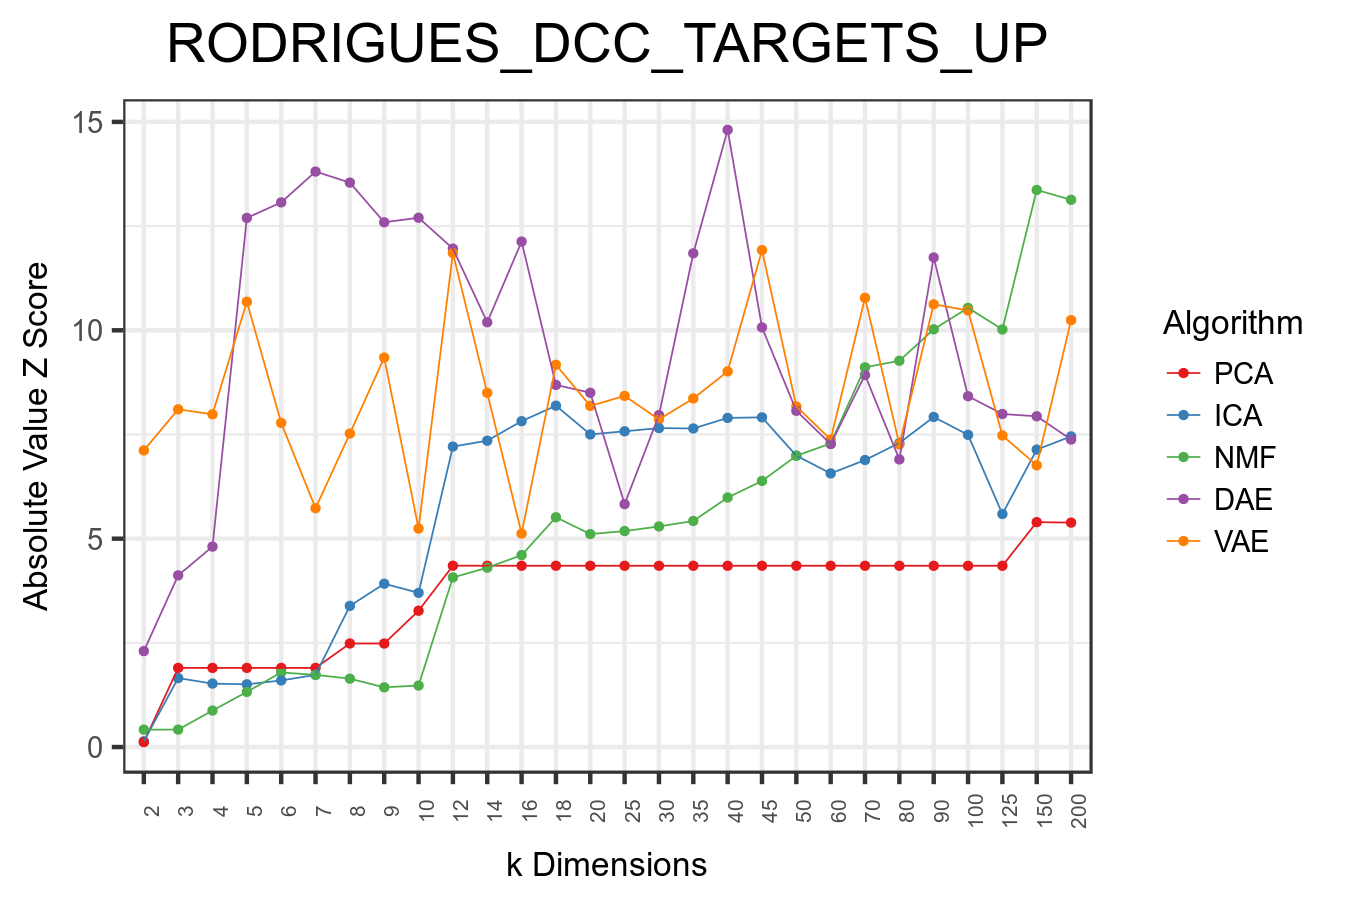 RODRIGUES_DCC_TARGETS_UP
Absolute Value Z Score
15
10
5
0
2 3 4 5 6 7 8 9 10 12 14 16 18 20 25 30 35 40 45 50 60 70 80 90 100 125 150 200
k Dimensions
Algorithm
PCA
ICA
NMF
DAE
VAE